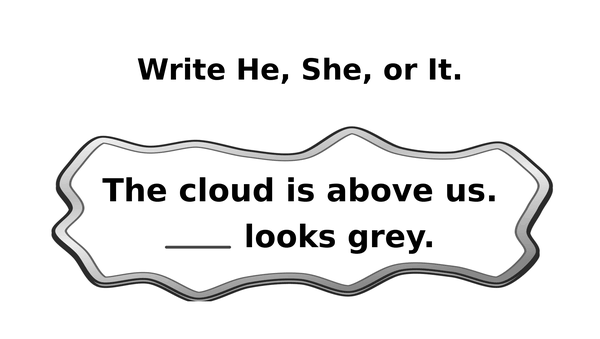 Write He, She, or It.
The cloud is above us.
____ looks grey.